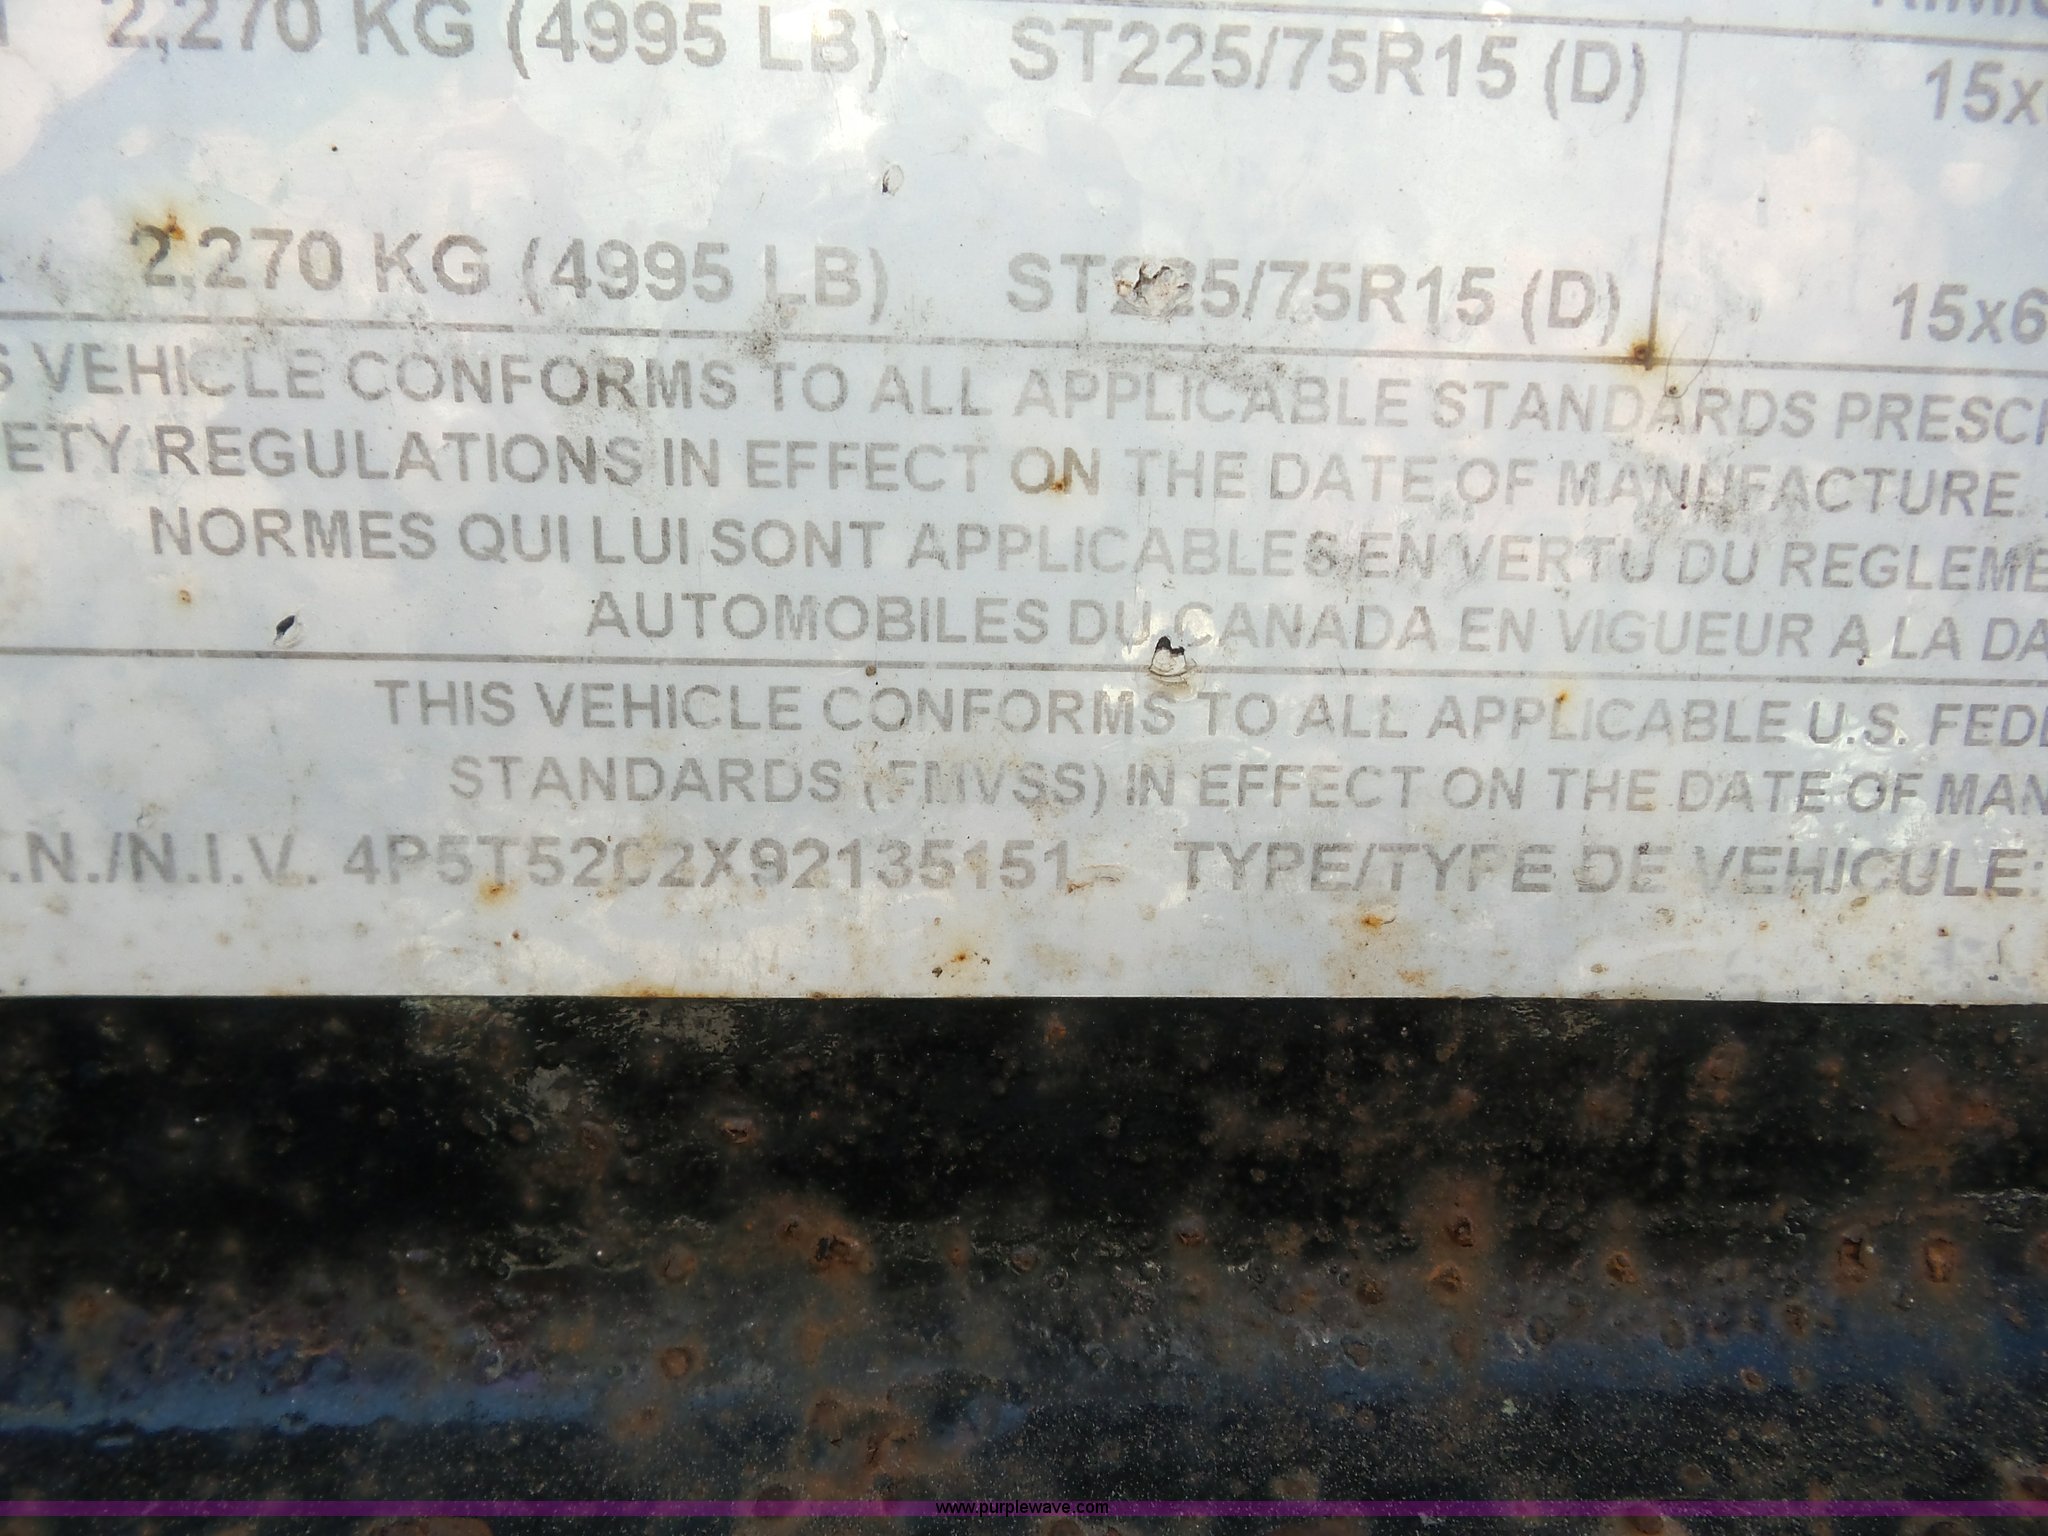 2,270 KG (4995 LB) ST225/75R15 (D) 15x
2,270 KG (4995 LB) ST225/75R15 (D) 15x6
S VEHICLE CONFORMS TO ALL APPLICABLE STANDARDS PRESCR
ETY REGULATIONS IN EFFECT ON THE DATE OF MANUFACTURE.
NORMES QUI LUI SONT APPLICABLES EN VERTU DU REGLEME
AUTOMOBILES DU CANADA EN VIGUEUR A LA DA
THIS VEHICLE CONFORMS TO ALL APPLICABLE U.S. FEDE
STANDARDS (FMVSS) IN EFFECT ON THE DATE OF MAN
.N./N.I.V. 4P5T52C2X92135151 TYPE/TYPE DE VEHICULE:
www.purplewave.com